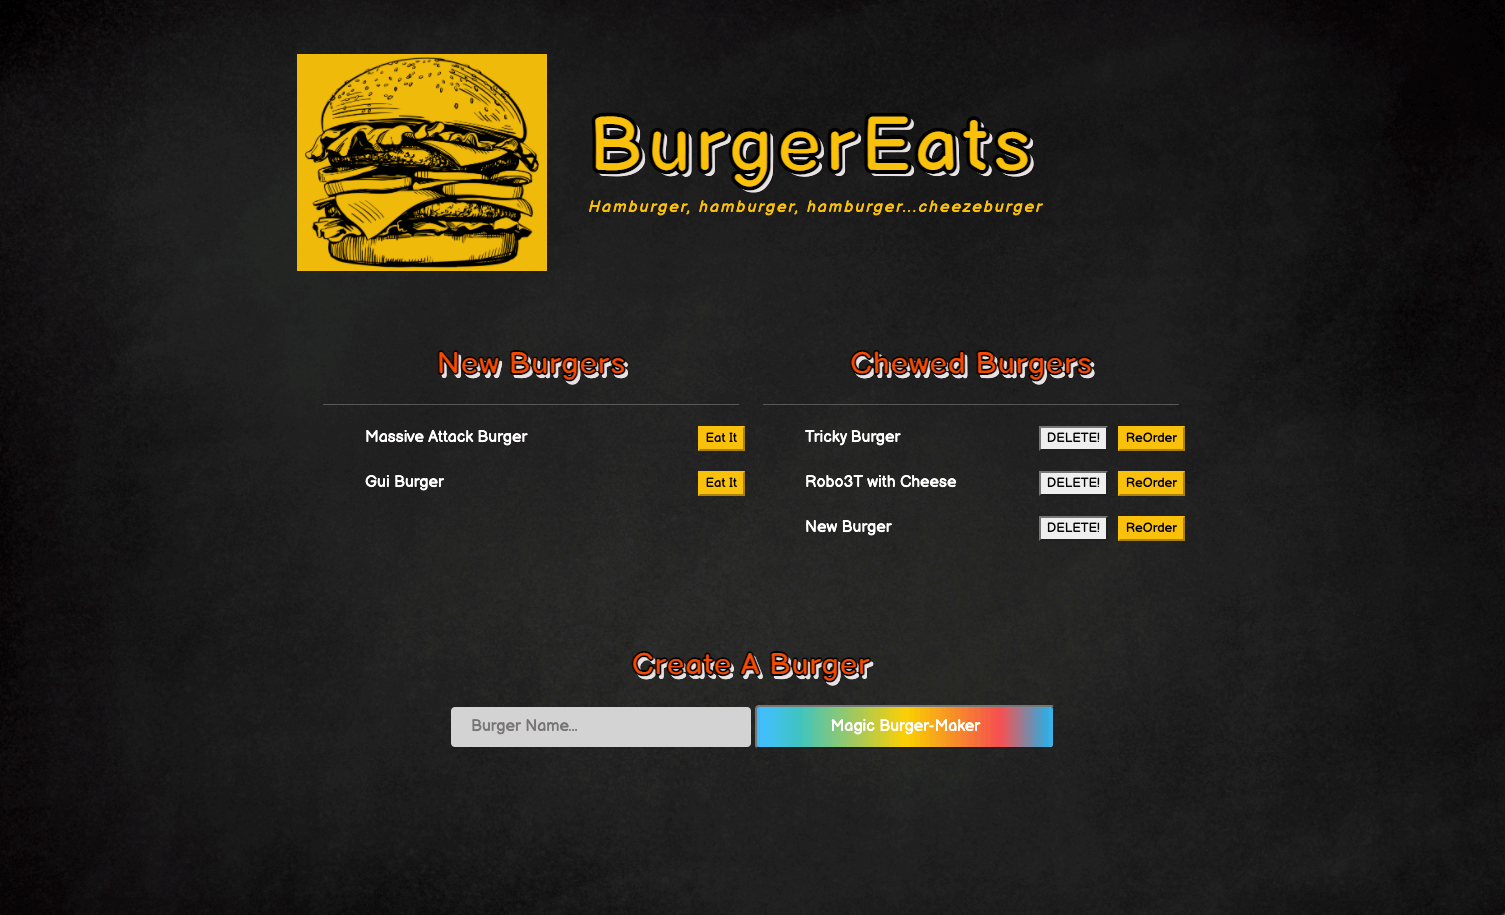 BurgerEats
Hamburger, hamburger, hamburger...cheezeburger
New Burgers
Massive Attack Burger Eat It
Gui Burger Eat It
Chewed Burgers
Tricky Burger DELETE! ReOrder
Robo3T with Cheese DELETE! ReOrder
New Burger DELETE! ReOrder
Create A Burger
Burger Name... Magic Burger-Maker